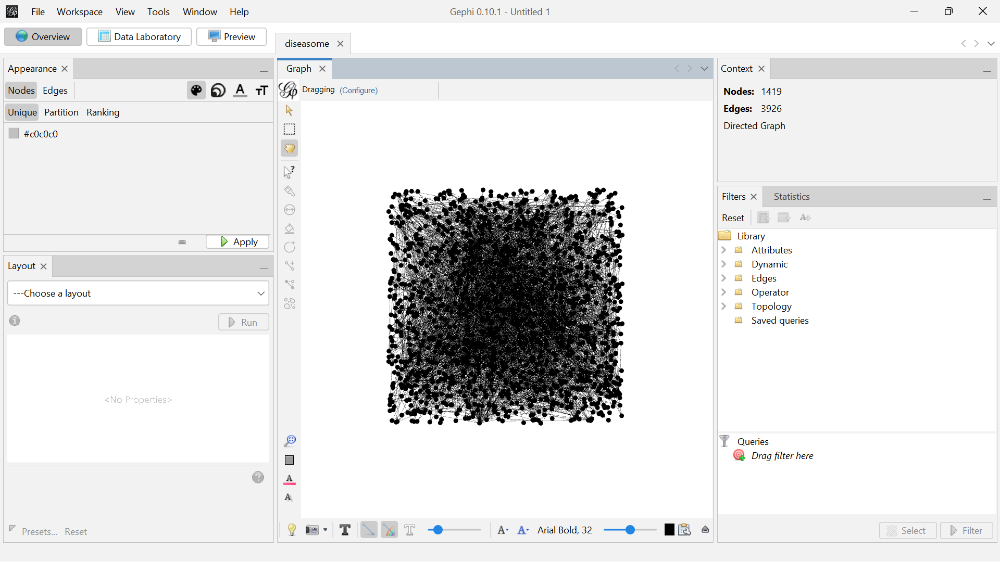 File Workspace View Tools Window Help
Gephi 0.10.1 - Untitled 1
Overview Data Laboratory Preview
diseasome
Appearance
Nodes Edges
Unique Partition Ranking
#c0c0c0
Apply
Layout
---Choose a layout
Run
<No Properties>
Presets... Reset
Graph
Dragging (Configure)
Arial Bold, 32
Context
Nodes: 1419
Edges: 3926
Directed Graph
Filters Statistics
Reset
Library
Attributes
Dynamic
Edges
Operator
Topology
Saved queries
Queries
Drag filter here
Select Filter